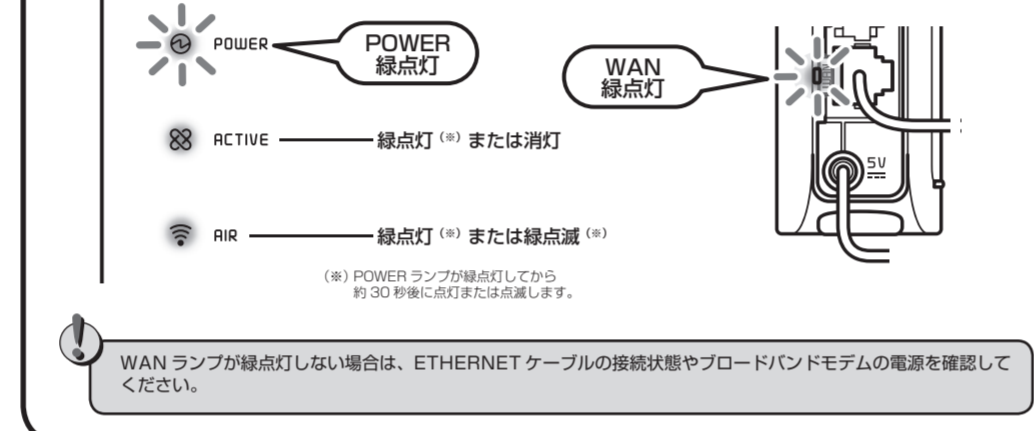 POWER
POWER
緑点灯
WAN
緑点灯
ACTIVE 緑点灯(※)または消灯
5V
AIR 緑点灯(※)または緑点滅(※)
(※)POWER ランプが緑点灯してから
約 30 秒後に点灯または点滅します。
WAN ランプが緑点灯しない場合は、ETHERNET ケーブルの接続状態やブロードバンドモデムの電源を確認して
ください。